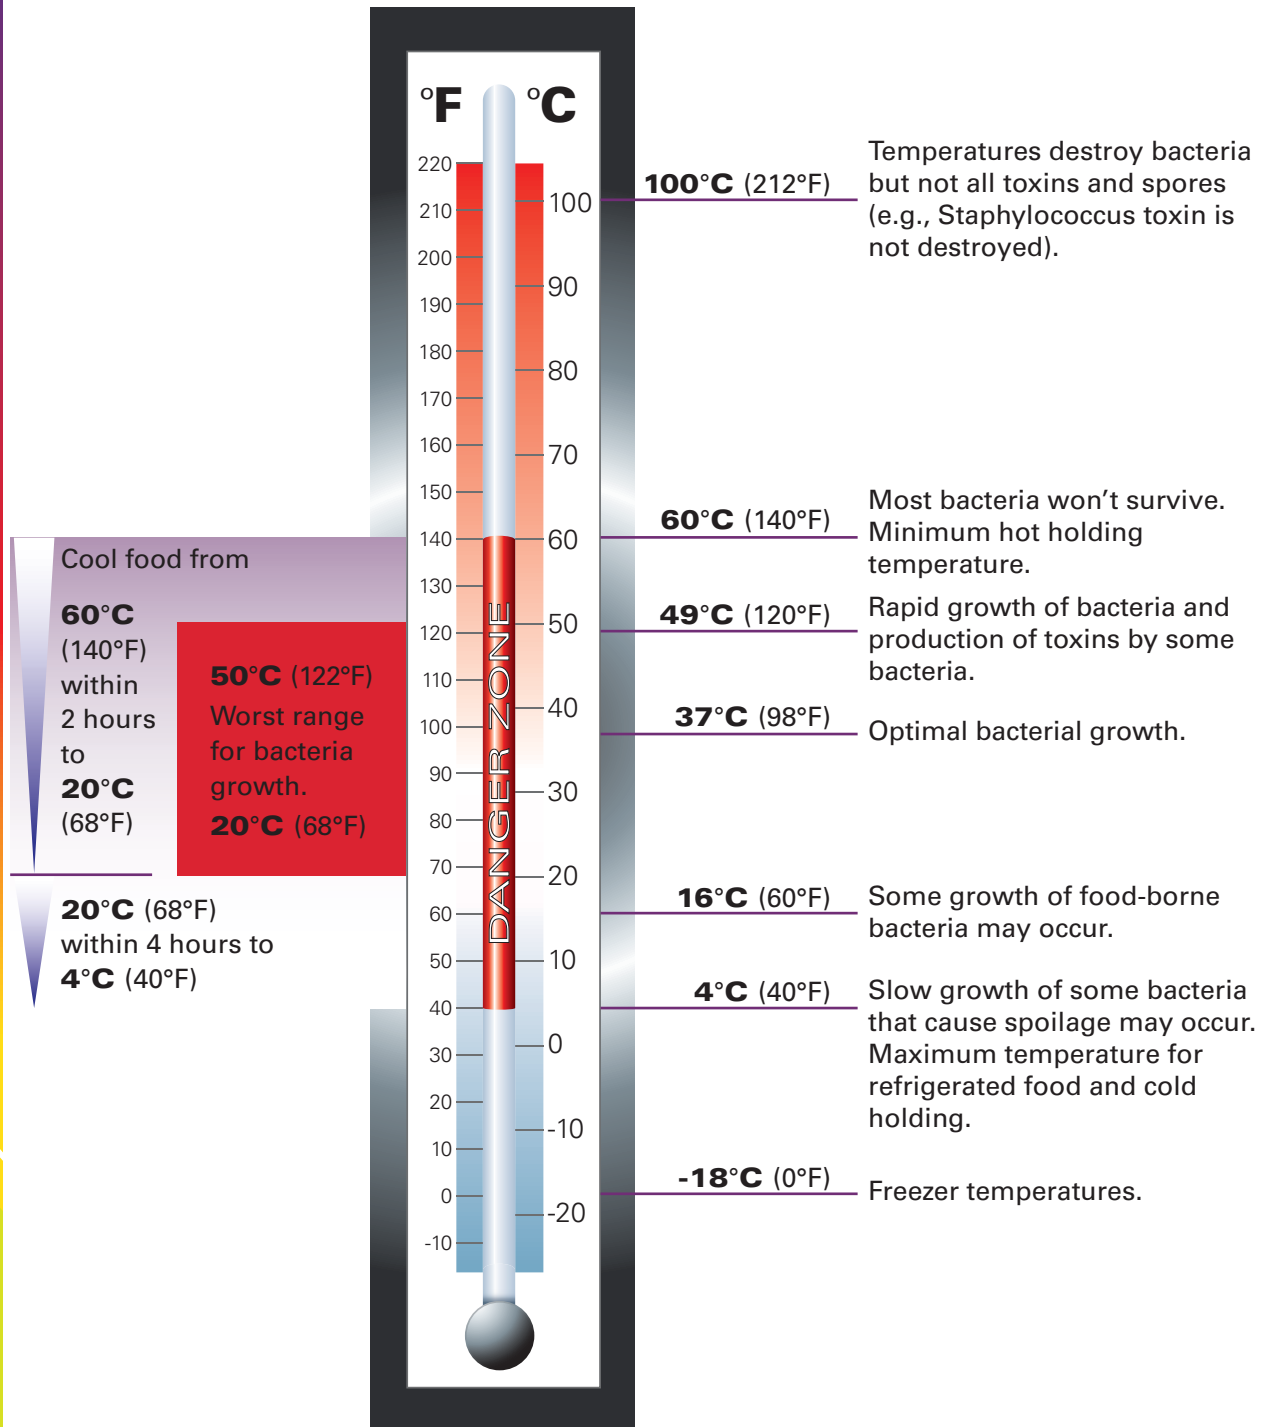 °F
°C
220
210
200
190
180
170
160
150
140
130
120
110
100
90
80
70
60
50
40
30
20
10
0
-10
100
90
80
70
60
50
40
30
20
10
0
-10
-20
DANGER ZONE
Cool food from
60°C
(140°F)
within
2 hours
to
20°C
(68°F)
50°C (122°F)
Worst range
for bacteria
growth.
20°C (68°F)
20°C (68°F)
within 4 hours to
4°C (40°F)
100°C (212°F)
Temperatures destroy bacteria
but not all toxins and spores
(e.g., Staphylococcus toxin is
not destroyed).
60°C (140°F)
Most bacteria won’t survive.
Minimum hot holding
temperature.
49°C (120°F)
Rapid growth of bacteria and
production of toxins by some
bacteria.
37°C (98°F)
Optimal bacterial growth.
16°C (60°F)
Some growth of food-borne
bacteria may occur.
4°C (40°F)
Slow growth of some bacteria
that cause spoilage may occur.
Maximum temperature for
refrigerated food and cold
holding.
-18°C (0°F)
Freezer temperatures.